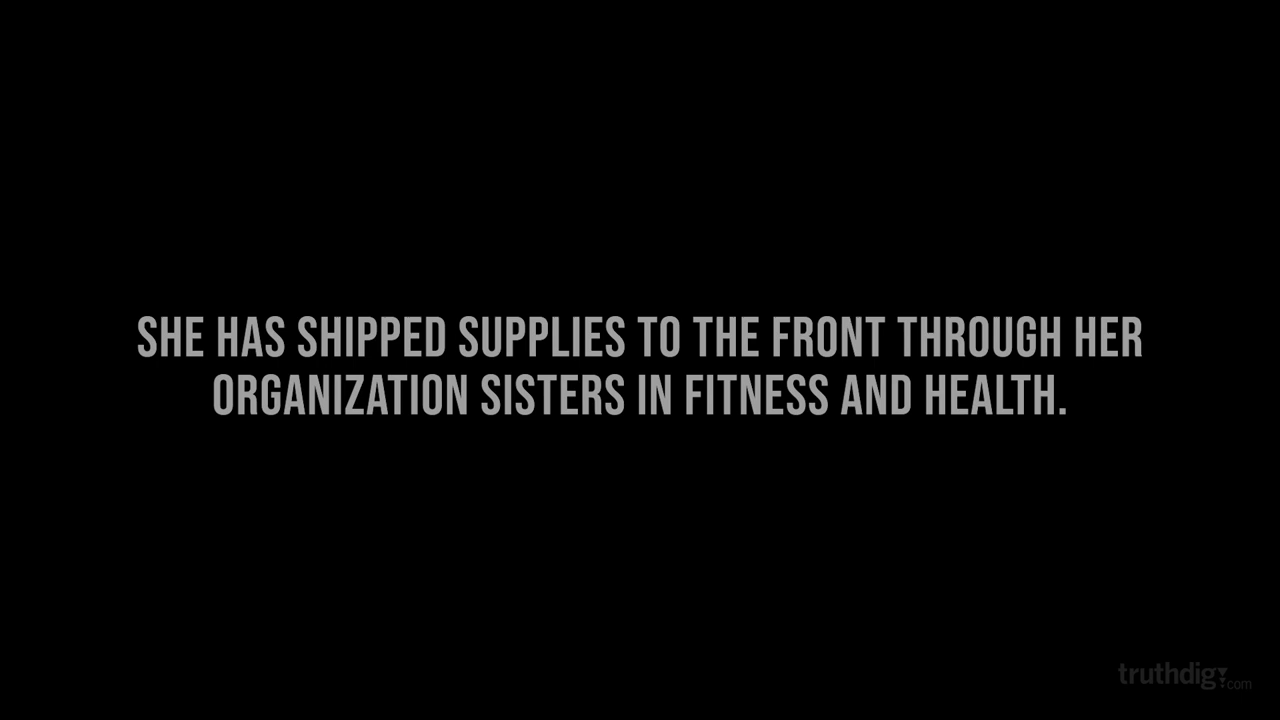 SHE HAS SHIPPED SUPPLIES TO THE FRONT THROUGH HER
ORGANIZATION SISTERS IN FITNESS AND HEALTH.
truthdig.com